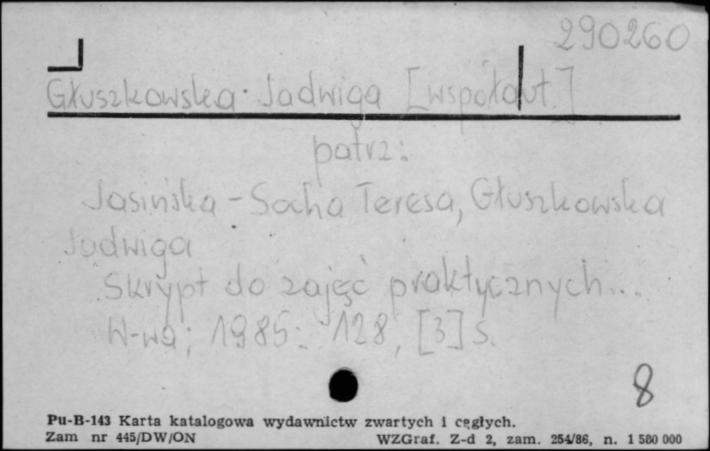 290260
Głuszkowska Jadwiga [współaut.]
patrz:
Jasińska-Socha Teresa, Głuszkowska
Jadwiga
Skrypt do zajęć praktycznych...
W-wa; 1985: 128, [3] s.
8
Pu-B-143 Karta katalogowa wydawnictw zwartych i cęgłych.
Zam nr 445/DW/ON WZGraf. Z-d 2, zam. 254/86, n. 1 580 000